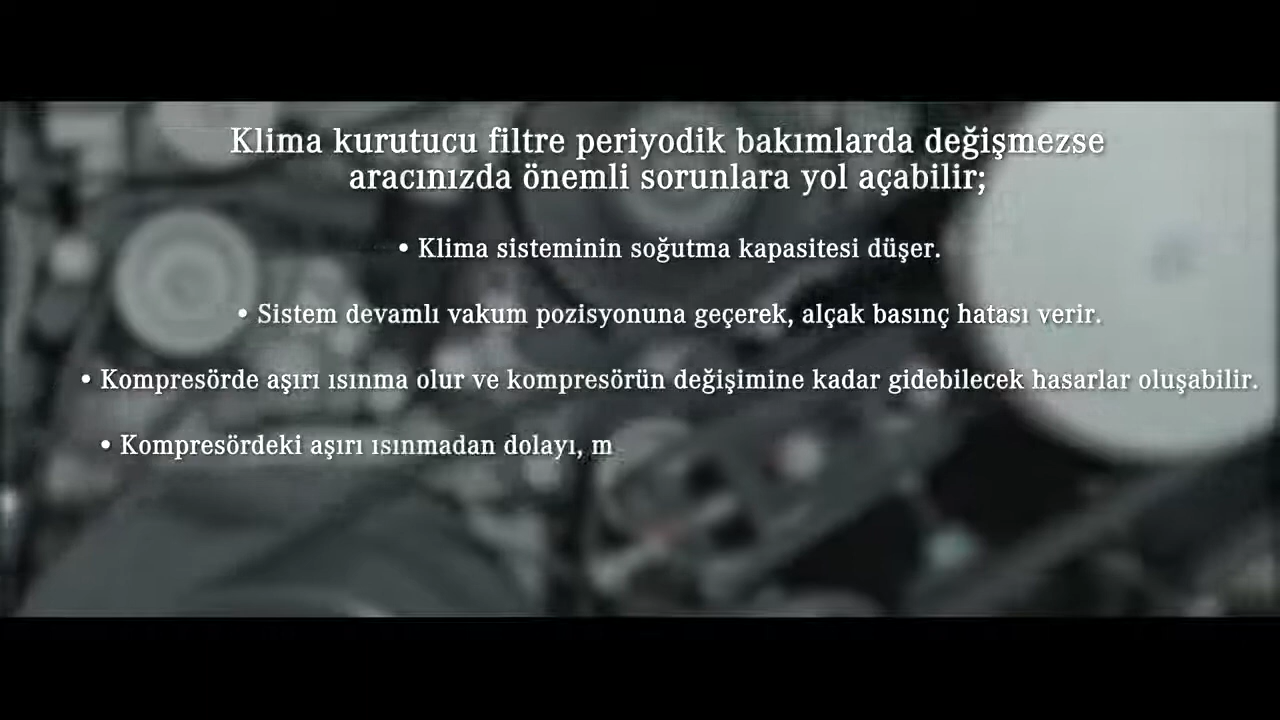 Klima kurutucu filtre periyodik bakımlarda değişmezse
aracınızda önemli sorunlara yol açabilir;
• Klima sisteminin soğutma kapasitesi düşer.
• Sistem devamlı vakum pozisyonuna geçerek, alçak basınç hatası verir.
• Kompresörde aşırı ısınma olur ve kompresörün değişimine kadar gidebilecek hasarlar oluşabilir.
• Kompresördeki aşırı ısınmadan dolayı, m